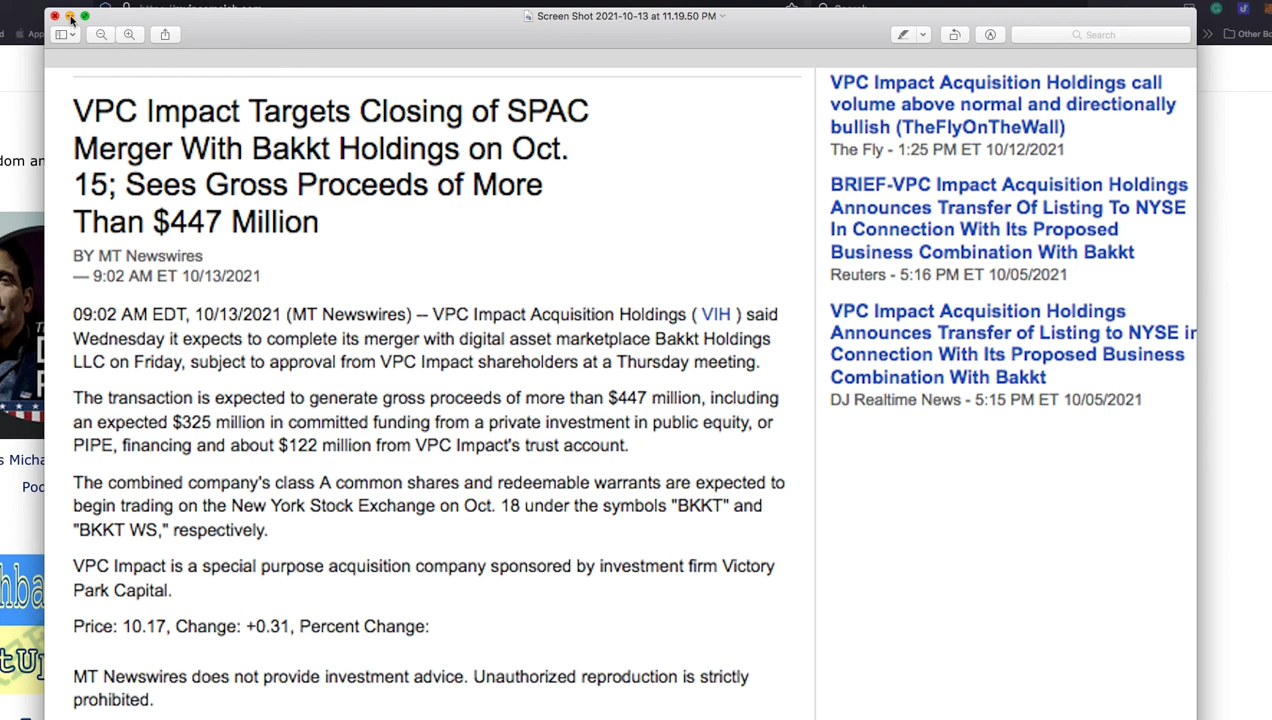 Screen Shot 2021-10-13 at 11.19.50 PM
Search
Other Bo
VPC Impact Targets Closing of SPAC
Merger With Bakkt Holdings on Oct.
15; Sees Gross Proceeds of More
Than $447 Million
BY MT Newswires
— 9:02 AM ET 10/13/2021
09:02 AM EDT, 10/13/2021 (MT Newswires) -- VPC Impact Acquisition Holdings ( VIH ) said
Wednesday it expects to complete its merger with digital asset marketplace Bakkt Holdings
LLC on Friday, subject to approval from VPC Impact shareholders at a Thursday meeting.
The transaction is expected to generate gross proceeds of more than $447 million, including
an expected $325 million in committed funding from a private investment in public equity, or
PIPE, financing and about $122 million from VPC Impact's trust account.
The combined company's class A common shares and redeemable warrants are expected to
begin trading on the New York Stock Exchange on Oct. 18 under the symbols "BKKT" and
"BKKT WS," respectively.
VPC Impact is a special purpose acquisition company sponsored by investment firm Victory
Park Capital.
Price: 10.17, Change: +0.31, Percent Change:
MT Newswires does not provide investment advice. Unauthorized reproduction is strictly
prohibited.
VPC Impact Acquisition Holdings call
volume above normal and directionally
bullish (TheFlyOnTheWall)
The Fly - 1:25 PM ET 10/12/2021
BRIEF-VPC Impact Acquisition Holdings
Announces Transfer Of Listing To NYSE
In Connection With Its Proposed
Business Combination With Bakkt
Reuters - 5:16 PM ET 10/05/2021
VPC Impact Acquisition Holdings
Announces Transfer of Listing to NYSE in
Connection With Its Proposed Business
Combination With Bakkt
DJ Realtime News - 5:15 PM ET 10/05/2021
dom an
s Micha
Poc
hba
tUp